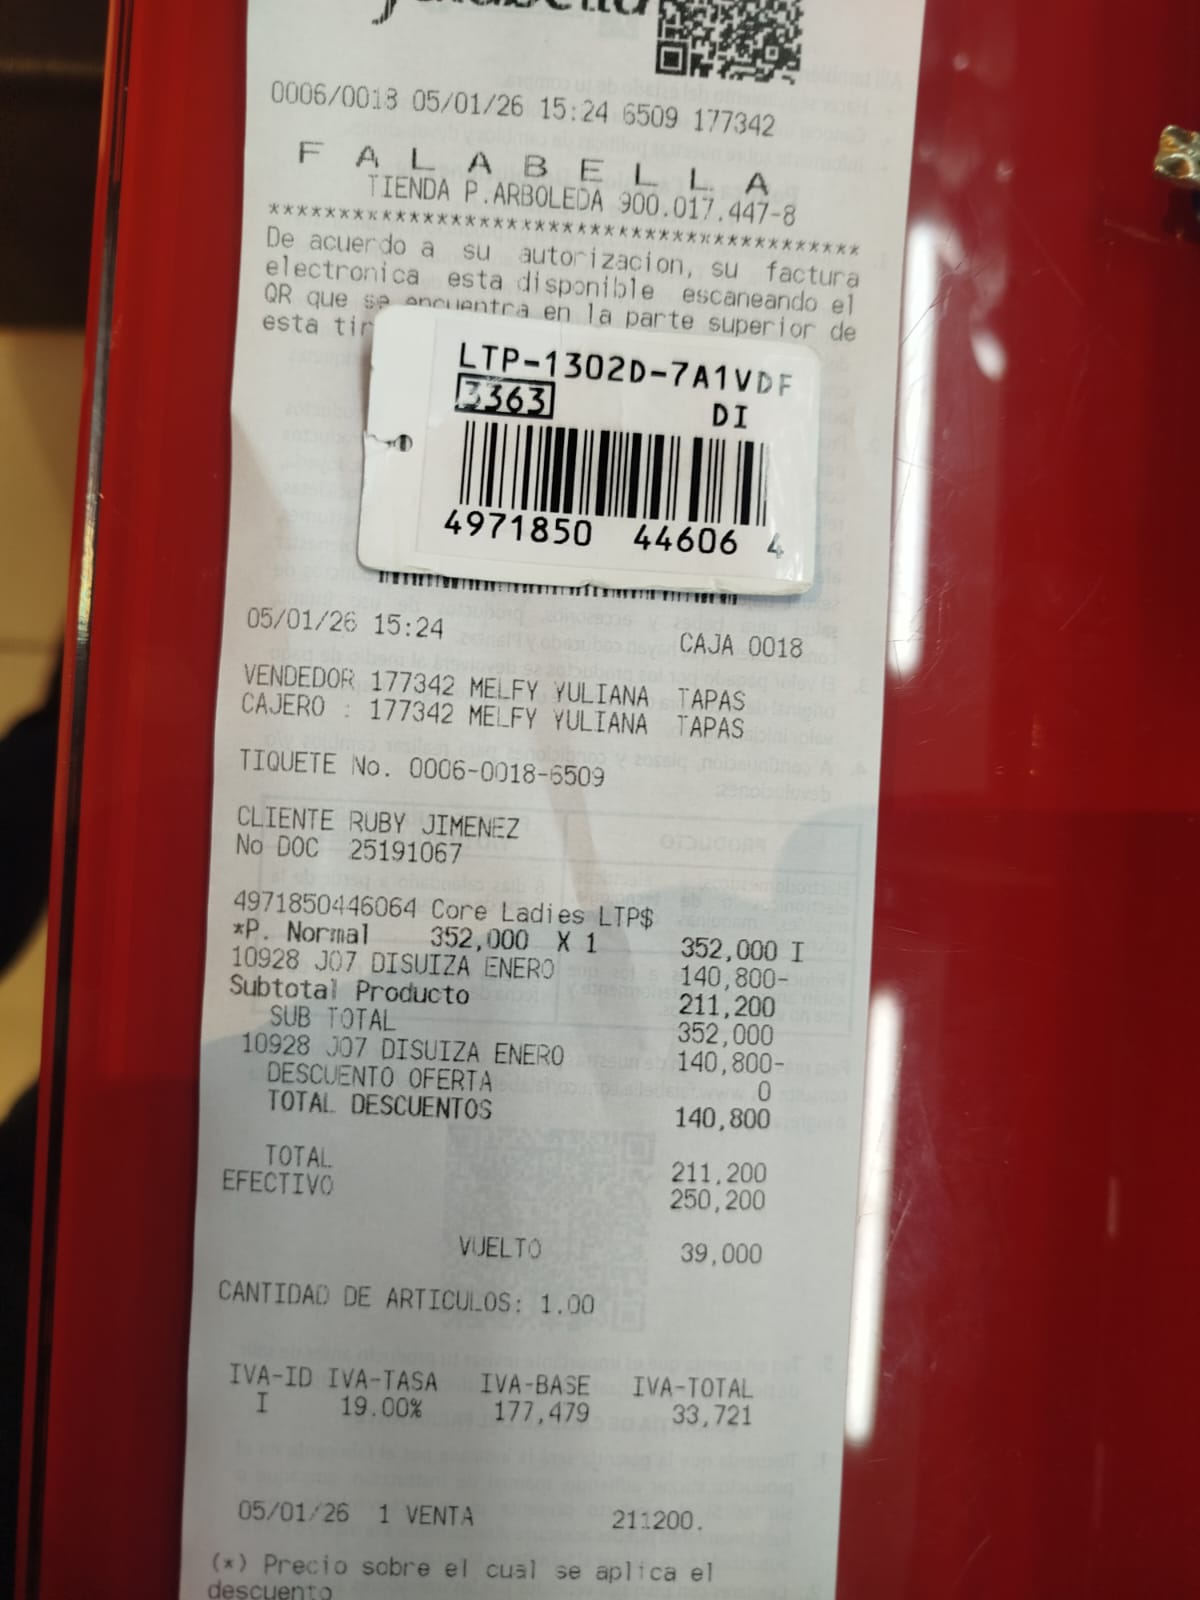 0006/0018 05/01/26 15:24 6509 177342
F A L A B E L L A
TIENDA P.ARBOLEDA 900.017.447-8
******************************************
De acuerdo a su autorizacion, su factura
electronica esta disponible escaneando el
QR que se encuentra en la parte superior de
esta
LTP-1302D-7A1VDF
3363 DI
4971850 44606 4
05/01/26 15:24 CAJA 0018
VENDEDOR 177342 MELFY YULIANA TAPAS
CAJERO : 177342 MELFY YULIANA TAPAS
TIQUETE No. 0006-0018-6509
CLIENTE RUBY JIMENEZ
No DOC 25191067
4971850446064 Core Ladies LTP$
*P. Normal 352,000 X 1 352,000 I
10928 J07 DISUIZA ENERO 140,800-
Subtotal Producto 211,200
SUB TOTAL 352,000
10928 J07 DISUIZA ENERO 140,800-
DESCUENTO OFERTA 0
TOTAL DESCUENTOS 140,800
TOTAL 211,200
EFECTIVO 250,200
VUELTO 39,000
CANTIDAD DE ARTICULOS: 1.00
IVA-ID IVA-TASA IVA-BASE IVA-TOTAL
I 19.00% 177,479 33,721
05/01/26 1 VENTA 211200.
(*) Precio sobre el cual se aplica el
descuento